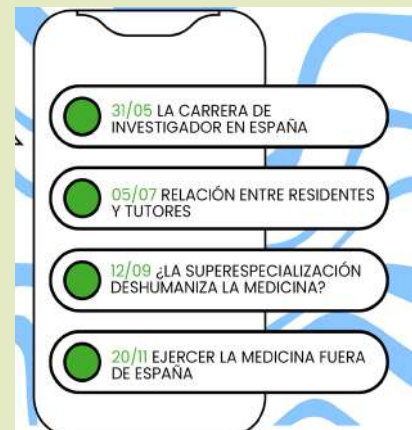 31/05 LA CARRERA DE
INVESTIGADOR EN ESPAÑA
05/07 RELACIÓN ENTRE RESIDENTES
Y TUTORES
12/09 ¿LA SUPERESPECIALIZACIÓN
DESHUMANIZA LA MEDICINA?
20/11 EJERCER LA MEDICINA FUERA
DE ESPAÑA